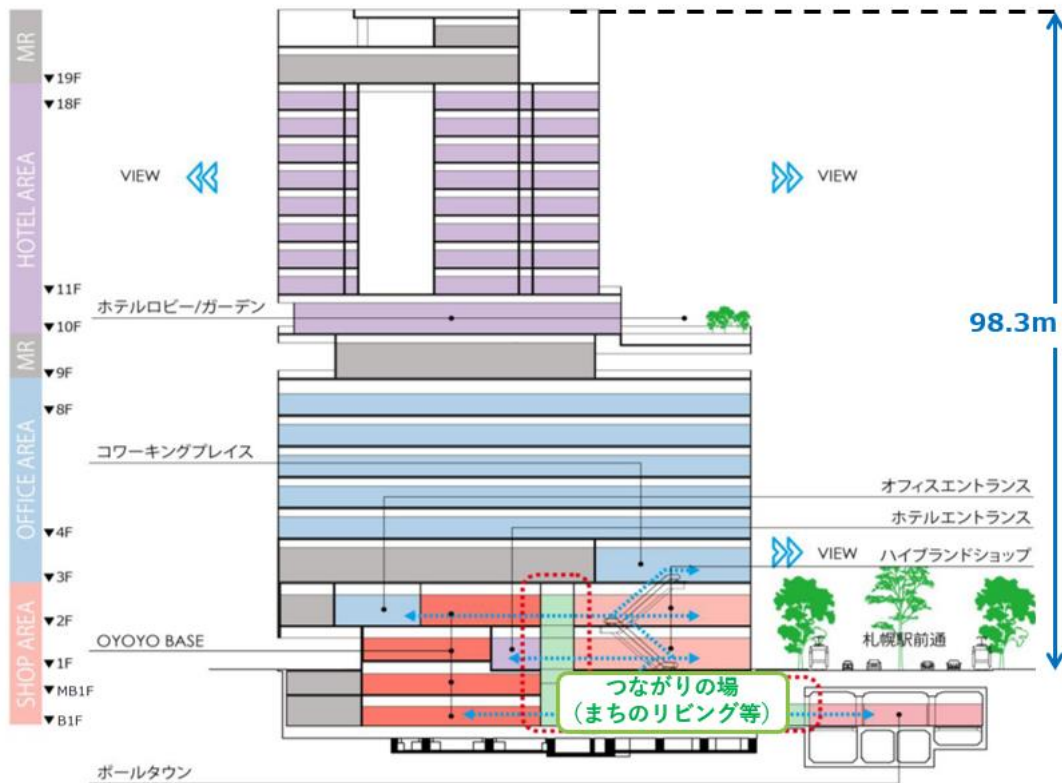 MR
▼19F
▼18F
HOTEL AREA
VIEW
VIEW
▼11F
ホテルロビー/ガーデン
▼10F
98.3m
MR
▼9F
▼8F
OFFICE AREA
コワーキングプレイス
オフィスエントランス
ホテルエントランス
▼4F
VIEW
ハイブランドショップ
▼3F
SHOP AREA
▼2F
OYOYO BASE
札幌駅前通
▼1F
▼MB1F
つながりの場
(まちのリビング等)
▼B1F
ポールタウン